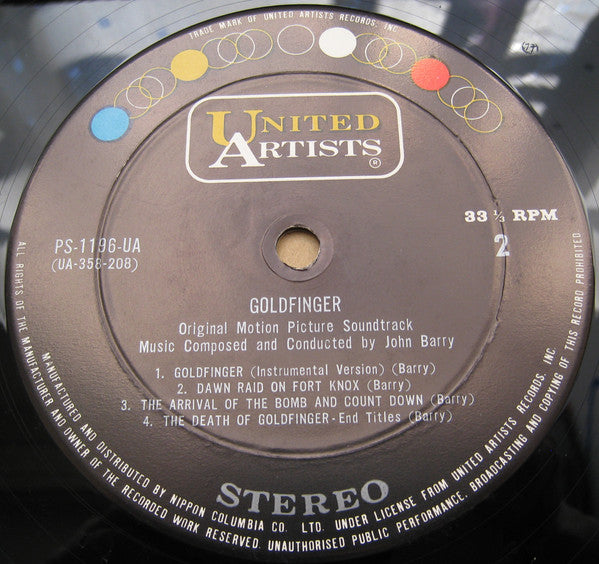 TRADE MARK OF UNITED ARTISTS RECORDS, INC.
UNITED
ARTISTS
®
PS-1196-UA
(UA-358-208)
33 ⅓ RPM
2
GOLDFINGER
Original Motion Picture Soundtrack
Music Composed and Conducted by John Barry
1. GOLDFINGER (Instrumental Version) (Barry)
2. DAWN RAID ON FORT KNOX (Barry)
3. THE ARRIVAL OF THE BOMB AND COUNT DOWN (Barry)
4. THE DEATH OF GOLDFINGER-End Titles (Barry)
STEREO
MANUFACTURED AND DISTRIBUTED BY NIPPON COLUMBIA CO. LTD. UNDER LICENSE FROM UNITED ARTISTS RECORDS, INC.
ALL RIGHTS OF THE MANUFACTURER AND OWNER OF THE RECORDED WORK RESERVED. UNAUTHORISED PUBLIC PERFORMANCE. BROADCASTING AND COPYING OF THIS RECORD PROHIBITED